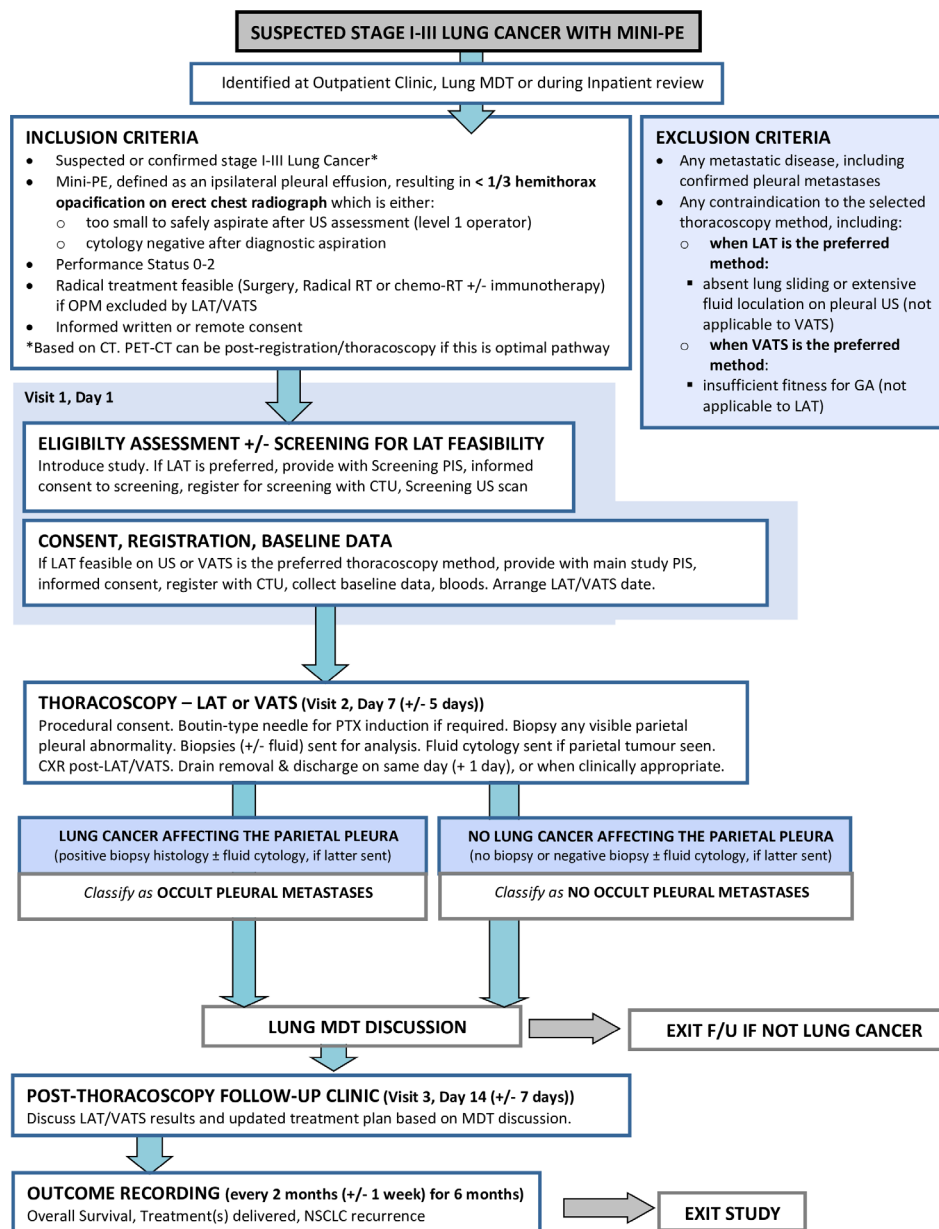 SUSPECTED STAGE I-III LUNG CANCER WITH MINI-PE
Identified at Outpatient Clinic, Lung MDT or during Inpatient review
INCLUSION CRITERIA
• Suspected or confirmed stage I-III Lung Cancer*
• Mini-PE, defined as an ipsilateral pleural effusion, resulting in < 1/3 hemithorax
opacification on erect chest radiograph which is either:
o too small to safely aspirate after US assessment (level 1 operator)
o cytology negative after diagnostic aspiration
• Performance Status 0-2
• Radical treatment feasible (Surgery, Radical RT or chemo-RT +/- immunotherapy)
if OPM excluded by LAT/VATS
• Informed written or remote consent
*Based on CT. PET-CT can be post-registration/thoracoscopy if this is optimal pathway
EXCLUSION CRITERIA
• Any metastatic disease, including
confirmed pleural metastases
• Any contraindication to the selected
thoracoscopy method, including:
o when LAT is the preferred
method:
▪ absent lung sliding or extensive
fluid loculation on pleural US (not
applicable to VATS)
o when VATS is the preferred
method:
▪ insufficient fitness for GA (not
applicable to LAT)
Visit 1, Day 1
ELIGIBILTY ASSESSMENT +/- SCREENING FOR LAT FEASIBILITY
Introduce study. If LAT is preferred, provide with Screening PIS, informed
consent to screening, register for screening with CTU, Screening US scan
CONSENT, REGISTRATION, BASELINE DATA
If LAT feasible on US or VATS is the preferred thoracoscopy method, provide with main study PIS,
informed consent, register with CTU, collect baseline data, bloods. Arrange LAT/VATS date.
THORACOSCOPY – LAT or VATS (Visit 2, Day 7 (+/- 5 days))
Procedural consent. Boutin-type needle for PTX induction if required. Biopsy any visible parietal
pleural abnormality. Biopsies (+/- fluid) sent for analysis. Fluid cytology sent if parietal tumour seen.
CXR post-LAT/VATS. Drain removal & discharge on same day (+ 1 day), or when clinically appropriate.
LUNG CANCER AFFECTING THE PARIETAL PLEURA
(positive biopsy histology ± fluid cytology, if latter sent)
Classify as OCCULT PLEURAL METASTASES
NO LUNG CANCER AFFECTING THE PARIETAL PLEURA
(no biopsy or negative biopsy ± fluid cytology, if latter sent)
Classify as NO OCCULT PLEURAL METASTASES
LUNG MDT DISCUSSION
EXIT F/U IF NOT LUNG CANCER
POST-THORACOSCOPY FOLLOW-UP CLINIC (Visit 3, Day 14 (+/- 7 days))
Discuss LAT/VATS results and updated treatment plan based on MDT discussion.
OUTCOME RECORDING (every 2 months (+/- 1 week) for 6 months)
Overall Survival, Treatment(s) delivered, NSCLC recurrence
EXIT STUDY